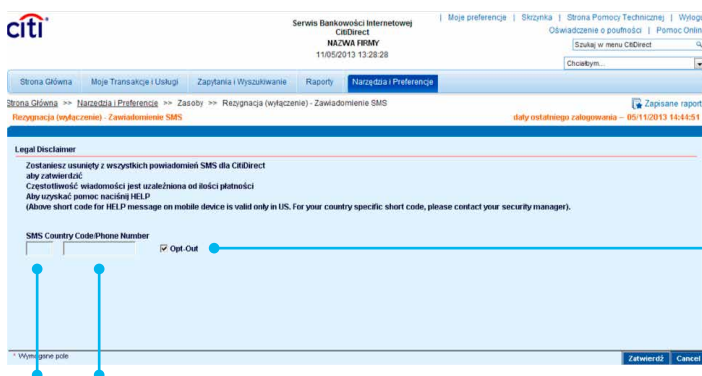 citi
Serwis Bankowości Internetowej
CitiDirect
NAZWA FIRMY
11/05/2013 13:28:28
| Moje preferencje | Skrzynka | Strona Pomocy Technicznej | Wylogu
Oświadczenie o poufności | Pomoc Onlin
Szukaj w menu CitiDirect
Chciałbym...
Strona Główna Moje Transakcje i Usługi Zapytania i Wyszukiwanie Raporty Narzędzia i Preferencje
Strona Główna >> Narzędzia i Preferencje >> Zasoby >> Rezygnacja (wyłączenie) - Zawiadomienie SMS
Zapisane raport
Rezygnacja (wyłączenie) - Zawiadomienie SMS
daty ostatniego zalogowania – 05/11/2013 14:44:51
Legal Disclaimer
Zostaniesz usunięty z wszystkich powiadomień SMS dla CitiDirect
aby zatwierdzić
Częstotliwość wiadomości jest uzależniona od ilości płatności
Aby uzyskać pomoc naciśnij HELP
(Above short code for HELP message on mobile device is valid only in US. For your country specific short code, please contact your security manager).
SMS Country Code/Phone Number
Opt-Out
* Wymagane pole
Zatwierdź Cancel